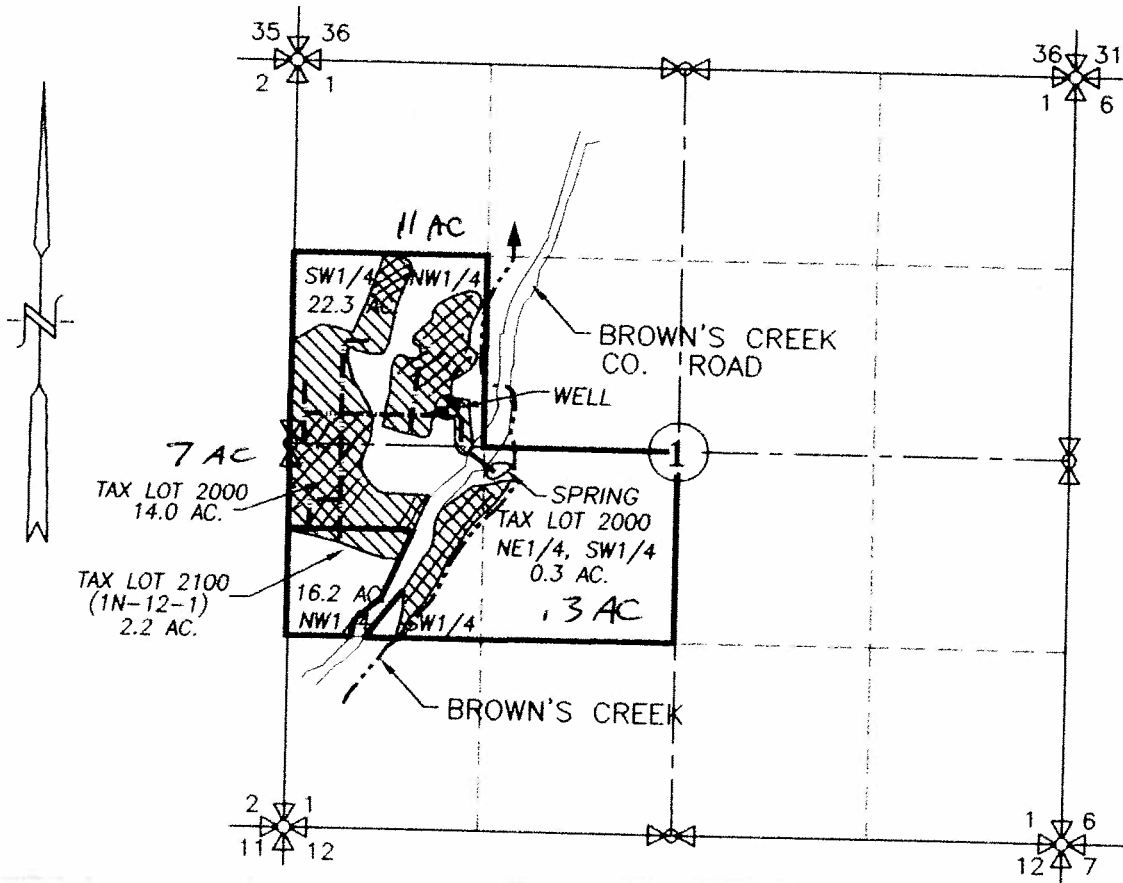 35 36
2 1
36 31
1 6
N
11 AC
SW1/4 NW1/4
22.3 AC
BROWN'S CREEK
CO. ROAD
WELL
1
7 AC
TAX LOT 2000
14.0 AC.
SPRING
TAX LOT 2000
NE1/4, SW1/4
0.3 AC.
TAX LOT 2100
(1N-12-1)
2.2 AC.
16.2 AC
NW1/4 SW1/4
.3 AC
BROWN'S CREEK
2 1
11 12
1 6
12 7